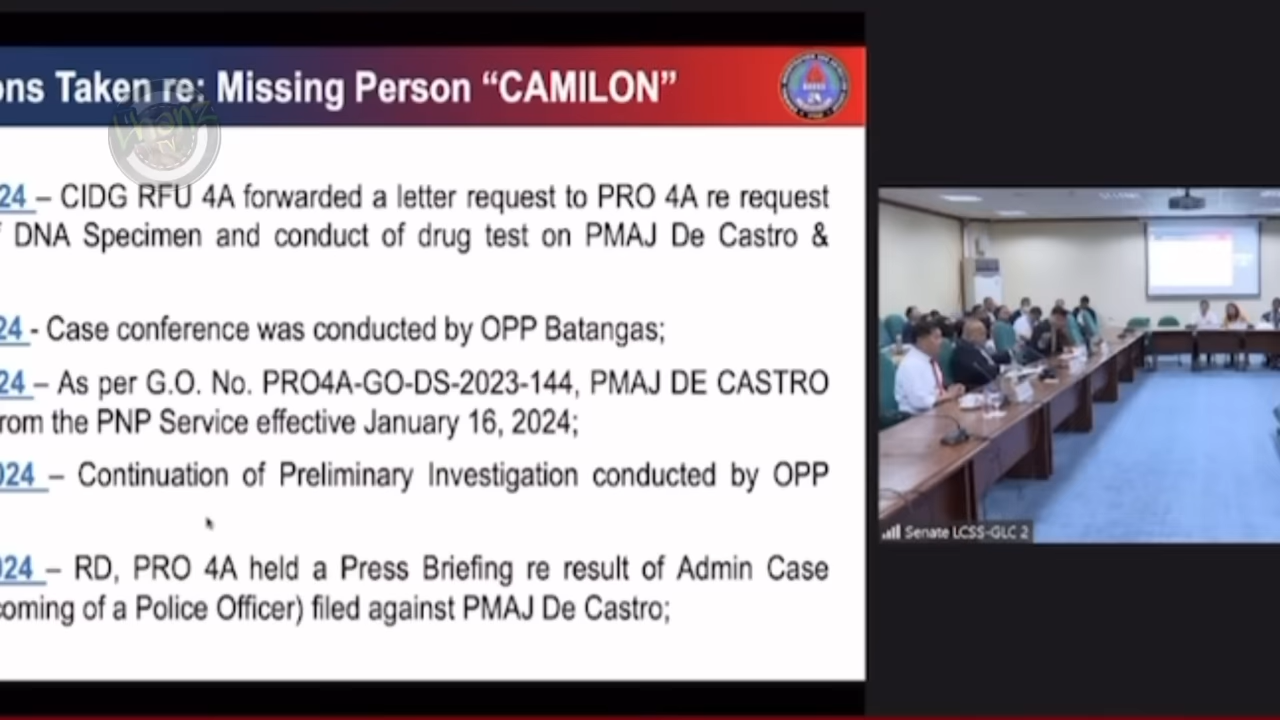 ons Taken re: Missing Person “CAMILON”
24 – CIDG RFU 4A forwarded a letter request to PRO 4A re request
DNA Specimen and conduct of drug test on PMAJ De Castro &
24 - Case conference was conducted by OPP Batangas;
24 – As per G.O. No. PRO4A-GO-DS-2023-144, PMAJ DE CASTRO
rom the PNP Service effective January 16, 2024;
024 – Continuation of Preliminary Investigation conducted by OPP
024 – RD, PRO 4A held a Press Briefing re result of Admin Case
coming of a Police Officer) filed against PMAJ De Castro;
Senate LCSS-GLC 2